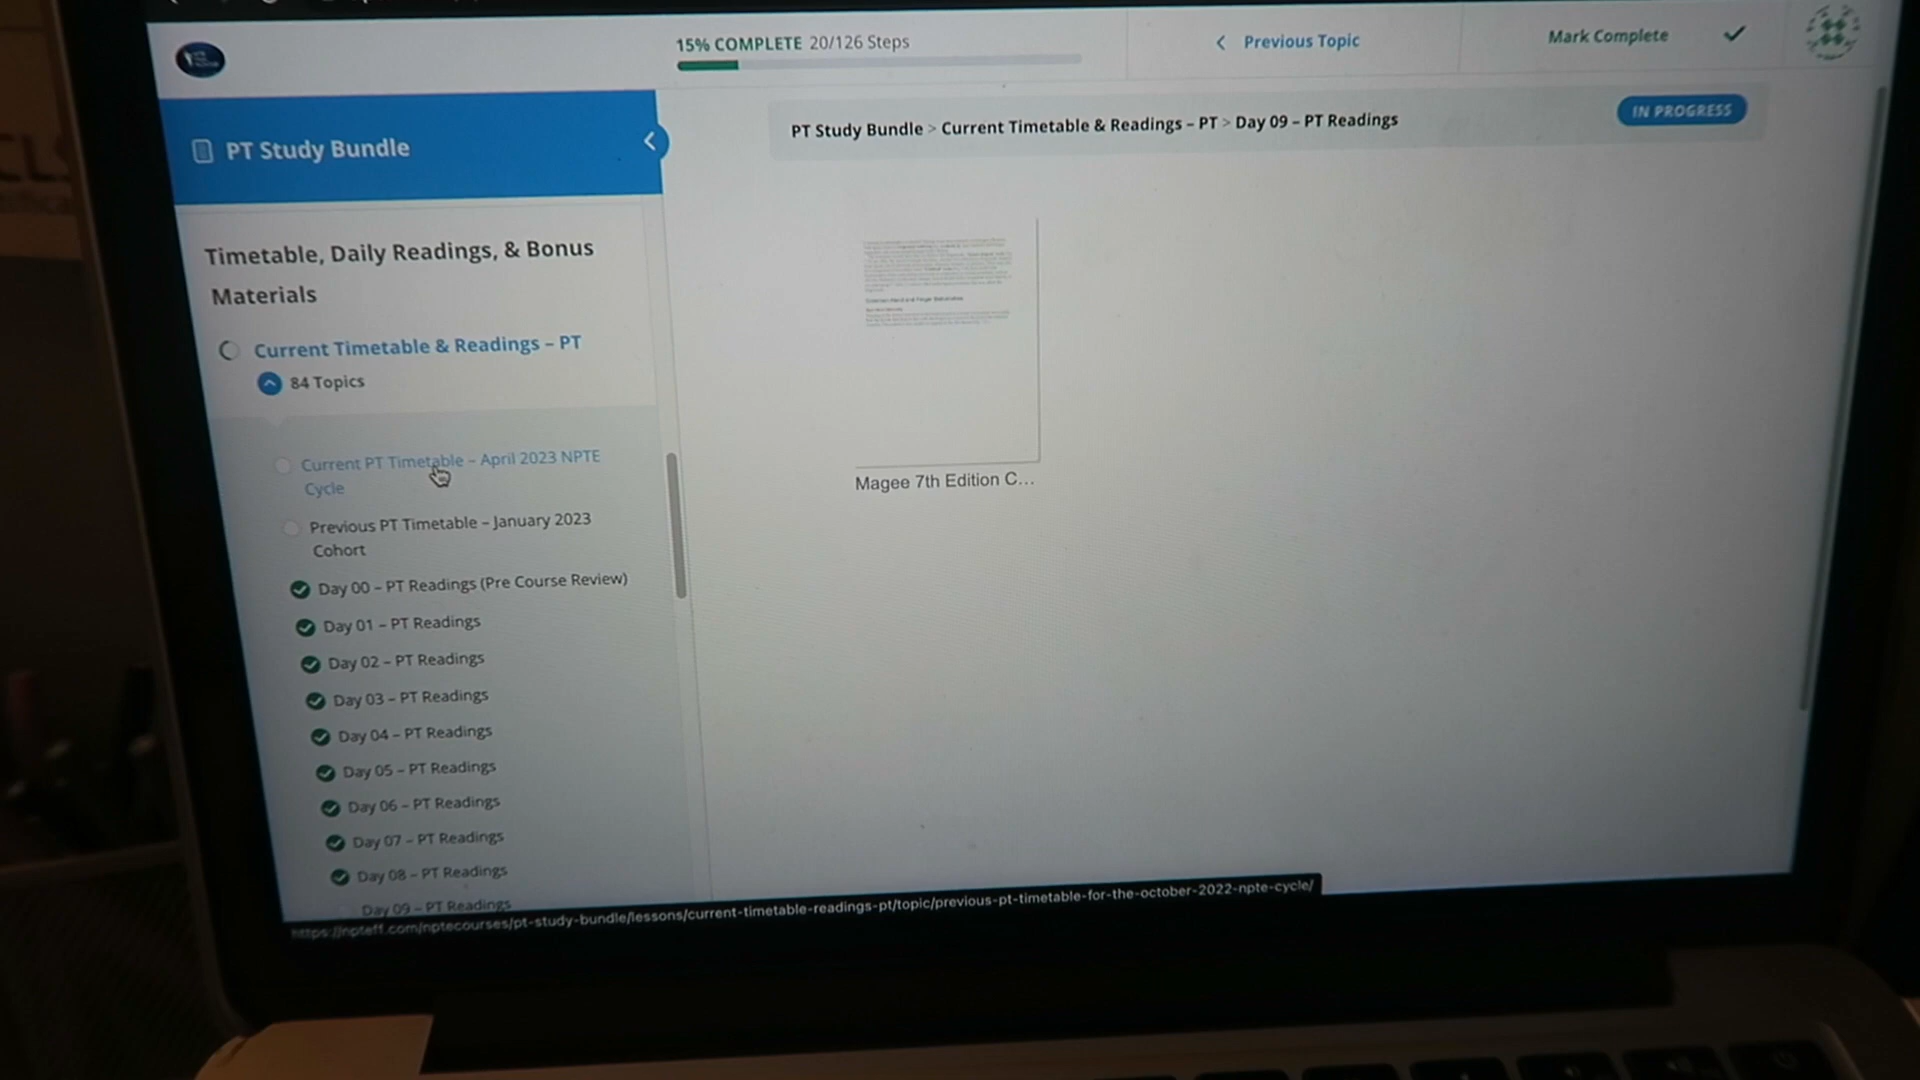 15% COMPLETE 20/126 Steps
Previous Topic
Mark Complete
PT Study Bundle
PT Study Bundle > Current Timetable & Readings – PT > Day 09 – PT Readings
IN PROGRESS
Timetable, Daily Readings, & Bonus
Materials
Current Timetable & Readings – PT
84 Topics
Current PT Timetable – April 2023 NPTE
Cycle
Previous PT Timetable – January 2023
Cohort
Day 00 – PT Readings (Pre Course Review)
Day 01 – PT Readings
Day 02 – PT Readings
Day 03 – PT Readings
Day 04 – PT Readings
Day 05 – PT Readings
Day 06 – PT Readings
Day 07 – PT Readings
Day 08 – PT Readings
Day 09 – PT Readings
Magee 7th Edition C...
https://npteff.com/nptecourses/pt-study-bundle/lessons/current-timetable-readings-pt/topic/previous-pt-timetable-for-the-october-2022-npte-cycle/